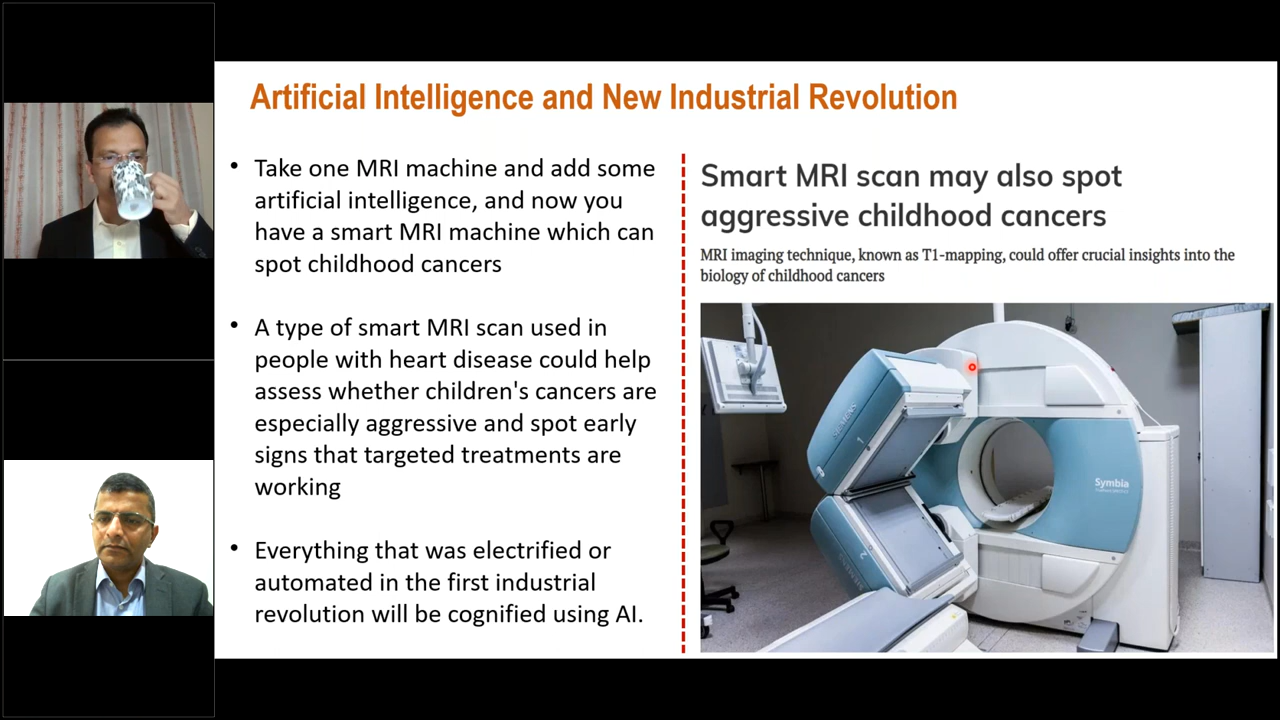 Artificial Intelligence and New Industrial Revolution
• Take one MRI machine and add some
artificial intelligence, and now you
have a smart MRI machine which can
spot childhood cancers
• A type of smart MRI scan used in
people with heart disease could help
assess whether children's cancers are
especially aggressive and spot early
signs that targeted treatments are
working
• Everything that was electrified or
automated in the first industrial
revolution will be cognified using AI.
Smart MRI scan may also spot
aggressive childhood cancers
MRI imaging technique, known as T1-mapping, could offer crucial insights into the
biology of childhood cancers
SIEMENS
1
2
Symbia